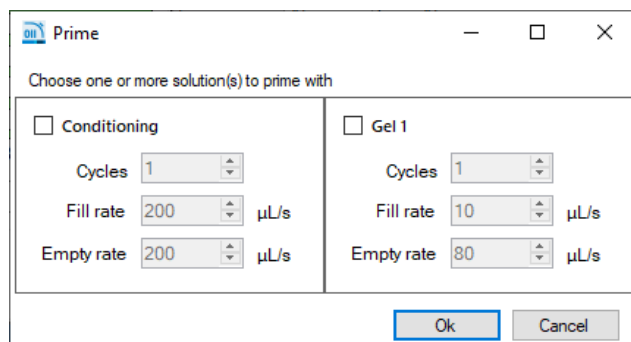 Prime
Choose one or more solution(s) to prime with
Conditioning
Cycles 1
Fill rate 200 µL/s
Empty rate 200 µL/s
Gel 1
Cycles 1
Fill rate 10 µL/s
Empty rate 80 µL/s
Ok Cancel